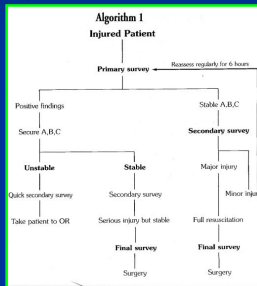 Algorithm 1
Injured Patient
Reassess regularly for 6 hours
Primary survey
Positive findings
Stable A,B,C
Secure A,B,C
Secondary survey
Unstable
Stable
Major injury
Quick secondary survey
Secondary survey
Minor injur
Take patient to OR
Serious injury but stable
Full resuscitation
Final survey
Final survey
Surgery
Surgery